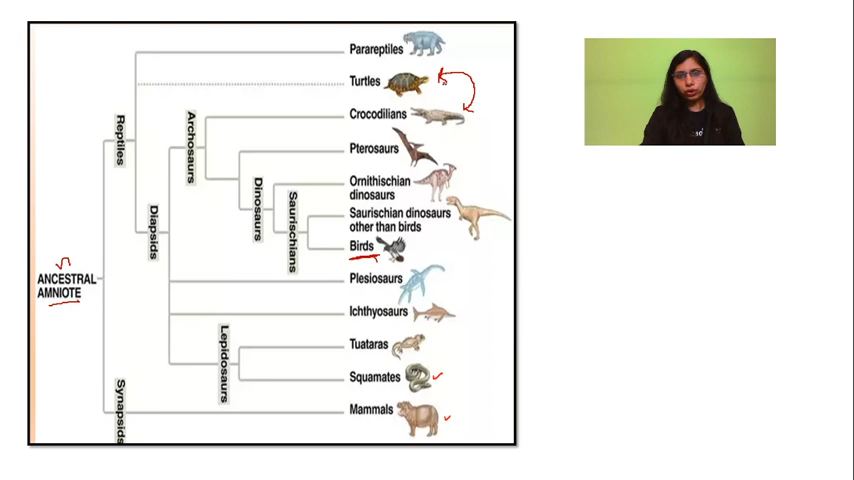 Parareptiles
Turtles
Crocodilians
Pterosaurs
Ornithischian
dinosaurs
Saurischian dinosaurs
other than birds
Birds
Plesiosaurs
Ichthyosaurs
Tuataras
Squamates
Mammals
Reptiles
Archosaurs
Diapsids
Dinosaurs
Saurischians
Lepidosaurs
Synapsids
ANCESTRAL
AMNIOTE